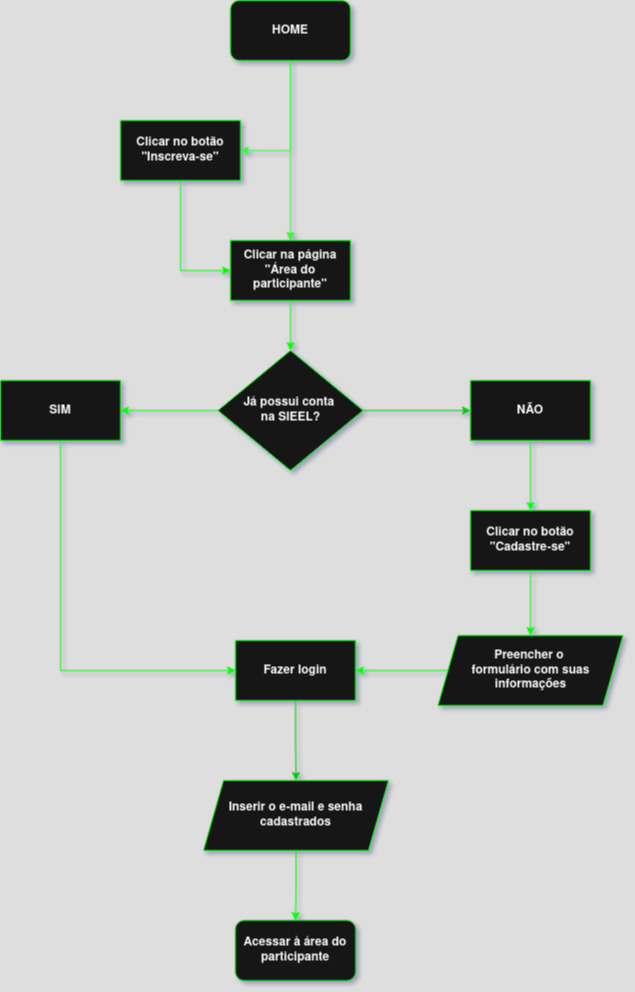 HOME
Clicar no botão
"Inscreva-se"
Clicar na página
"Área do
participante"
Já possui conta
na SIEEL?
SIM
NÃO
Clicar no botão
"Cadastre-se"
Preencher o
formulário com suas
informações
Fazer login
Inserir o e-mail e senha
cadastrados
Acessar à área do
participante